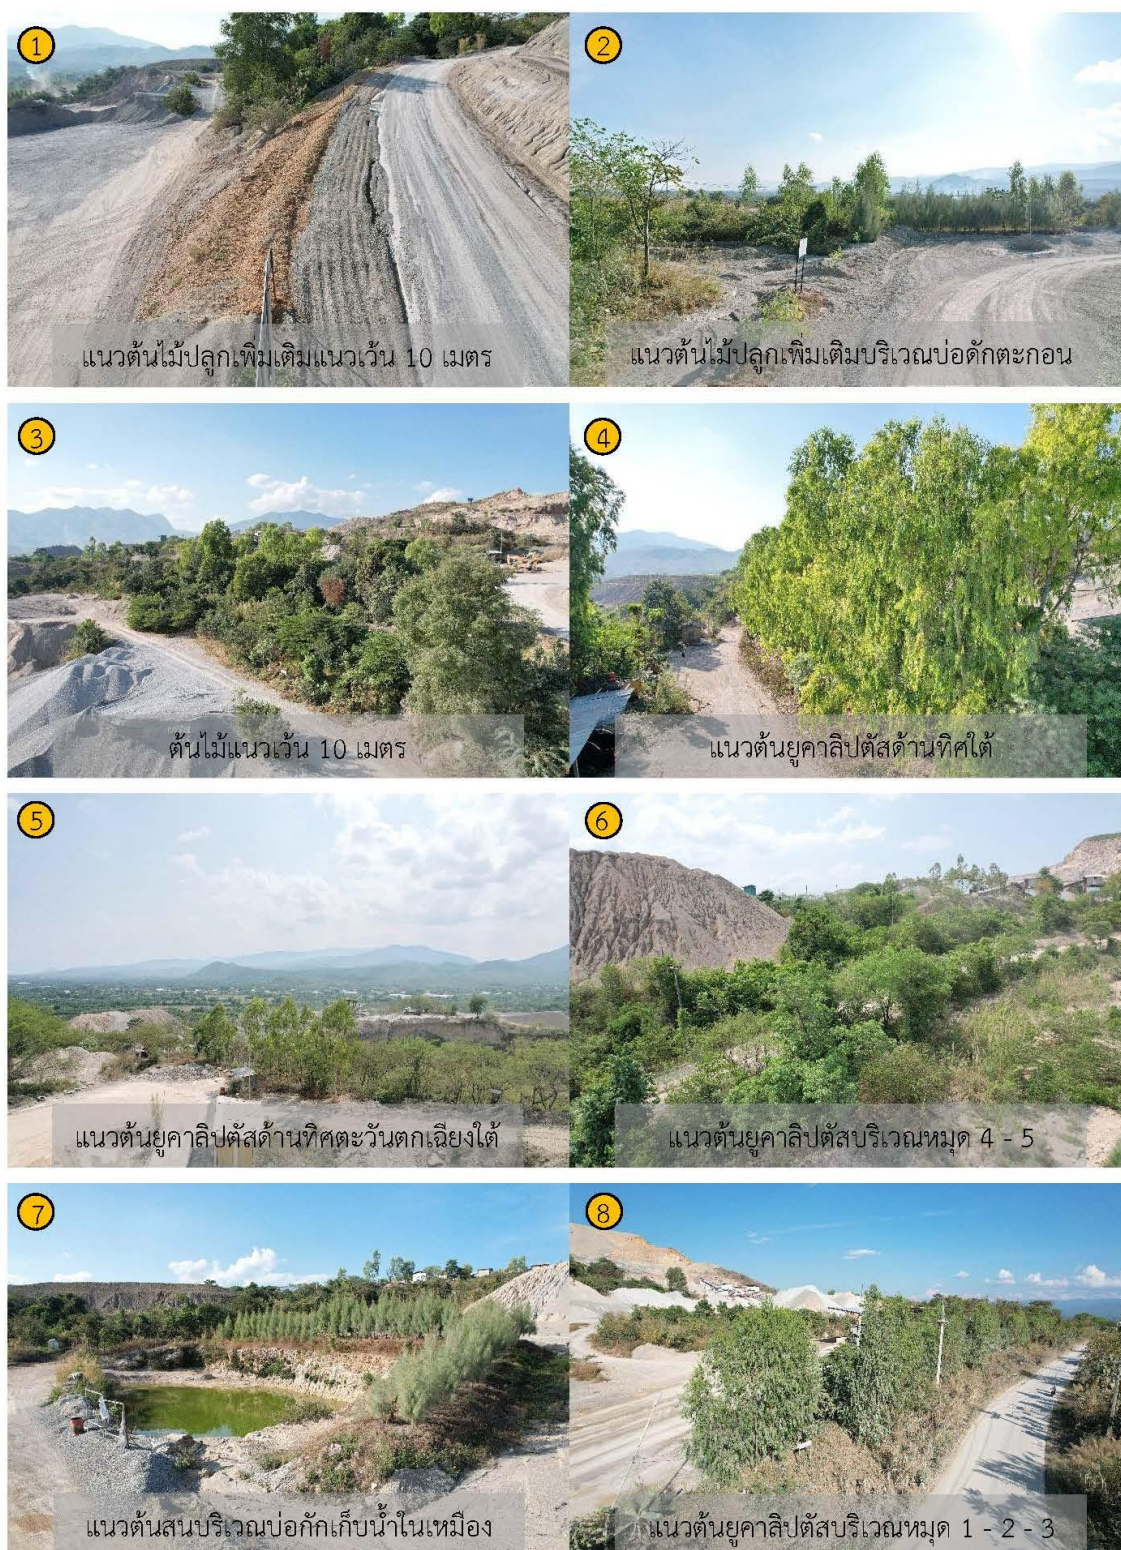 1
2
แนวต้นไม้ปลูกเพิ่มเติมแนวเว้น 10 เมตร
แนวต้นไม้ปลูกเพิ่มเติมบริเวณบ่อดักตะกอน
3
4
ต้นไม้แนวเว้น 10 เมตร
แนวต้นยูคาลิปตัสด้านทิศใต้
5
6
แนวต้นยูคาลิปตัสด้านทิศตะวันตกเฉียงใต้
แนวต้นยูคาลิปตัสบริเวณหมุด 4 - 5
7
8
แนวต้นสนบริเวณบ่อกักเก็บน้ำในเหมือง
แนวต้นยูคาลิปตัสบริเวณหมุด 1 - 2 - 3